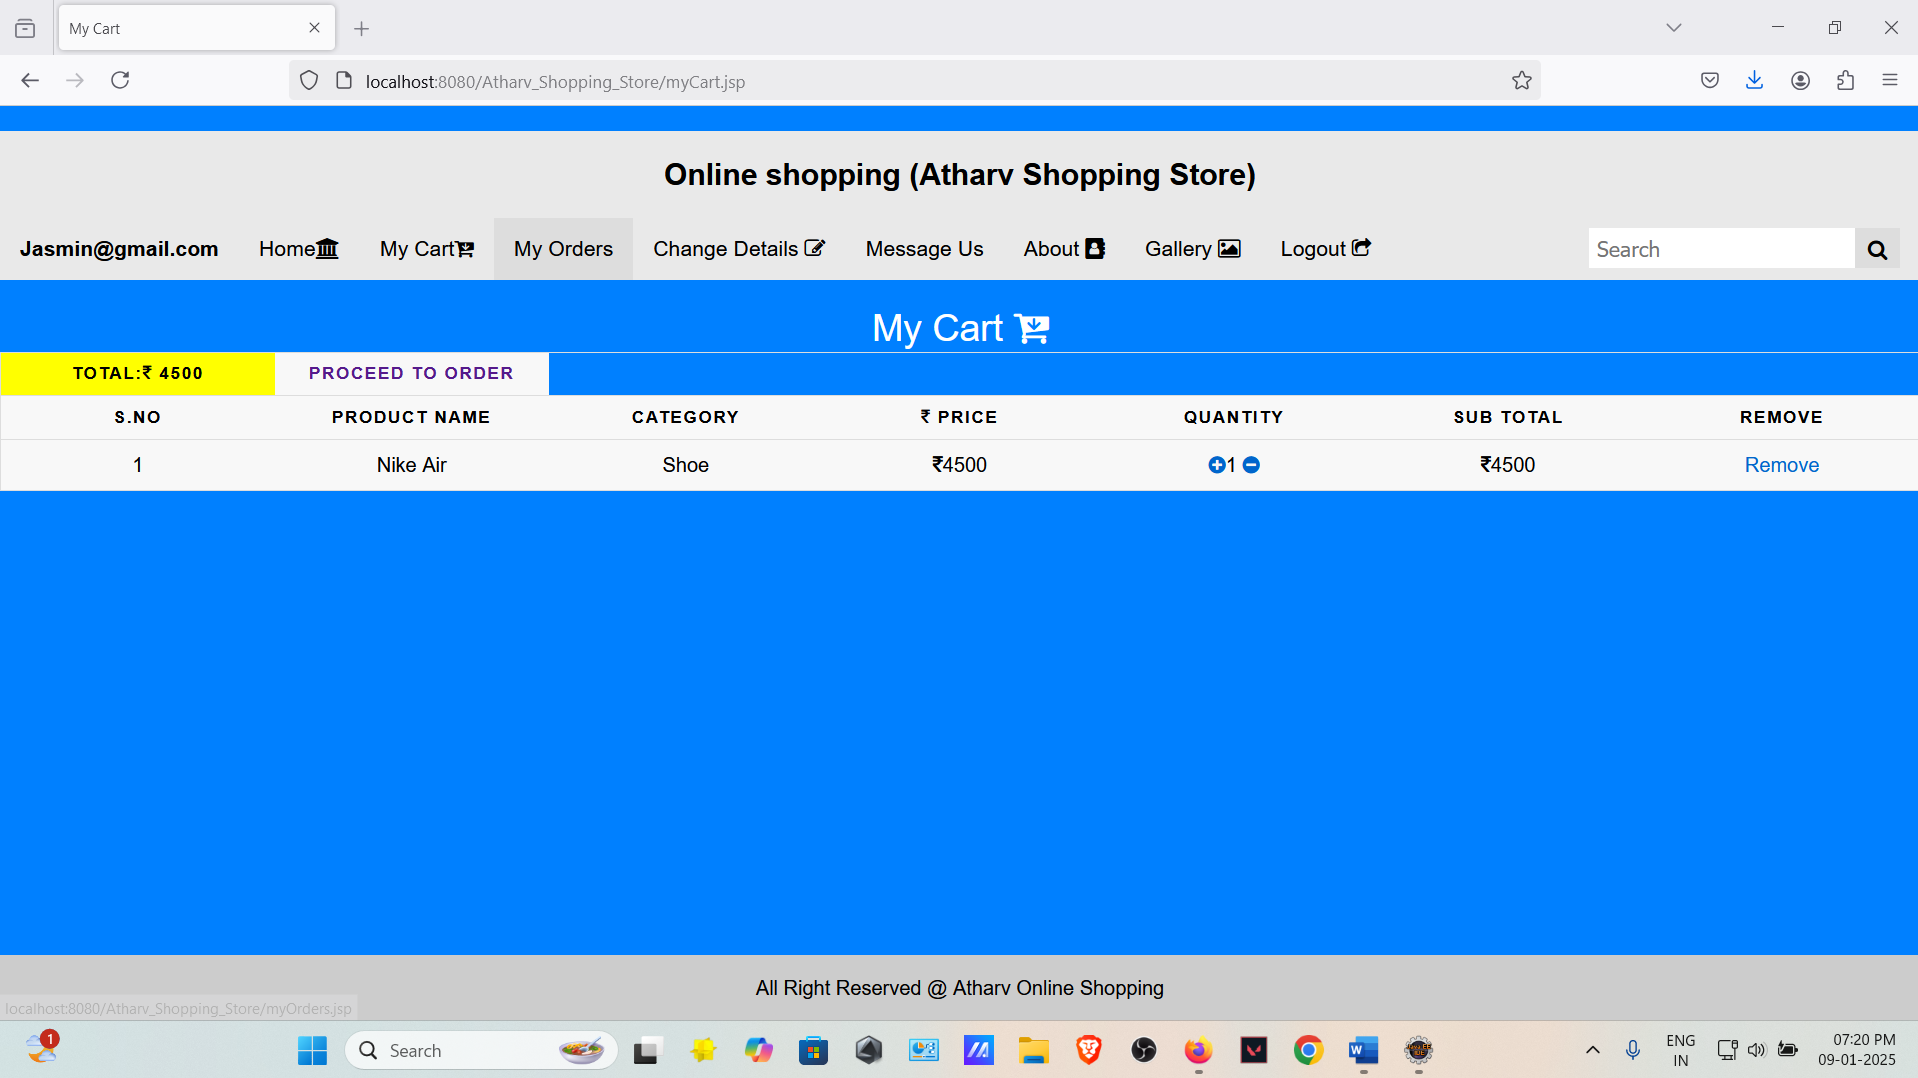 My Cart
localhost:8080/Atharv_Shopping_Store/myCart.jsp
Online shopping (Atharv Shopping Store)
Jasmin@gmail.com Home My Cart My Orders Change Details Message Us About Gallery Logout Search
My Cart
TOTAL:₹ 4500 PROCEED TO ORDER
S.NO PRODUCT NAME CATEGORY ₹ PRICE QUANTITY SUB TOTAL REMOVE
1 Nike Air Shoe ₹4500 1 ₹4500 Remove
All Right Reserved @ Atharv Online Shopping
localhost:8080/Atharv_Shopping_Store/myOrders.jsp
1 Search ENG 07:20 PM
IN 09-01-2025